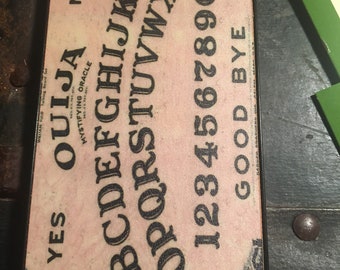 YES OUIJA
MYSTIFYING ORACLE
ABCDEFGHIJK
OPQRSTUVWX
1234567890
GOOD BYE